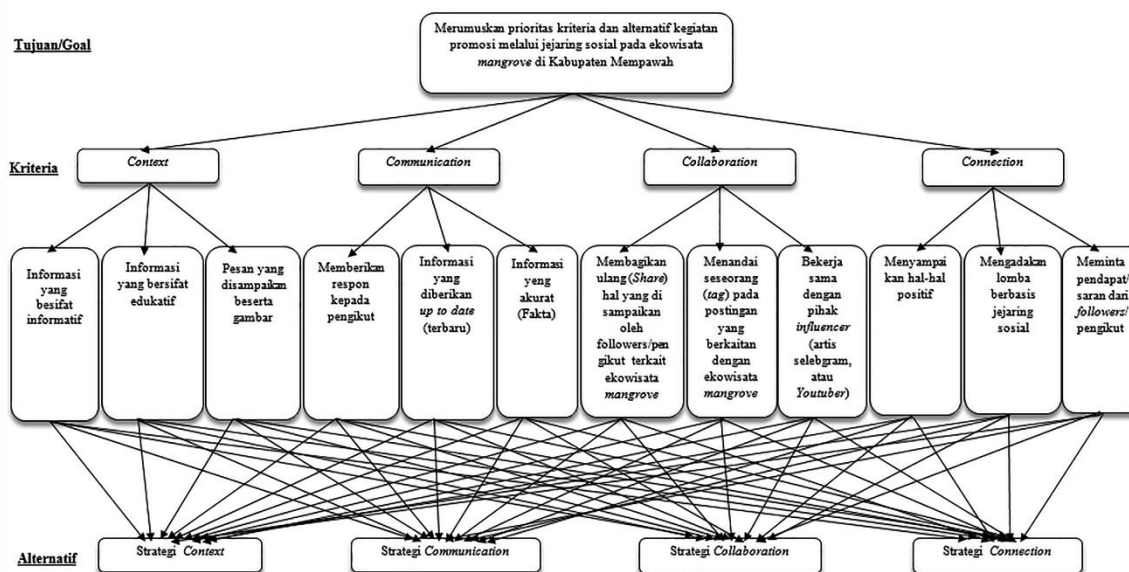 Tujuan/Goal
Merumuskan prioritas kriteria dan alternatif kegiatan
promosi melalui jejaring sosial pada ekowisata
mangrove di Kabupaten Mempawah
Kriteria
Context
Communication
Collaboration
Connection
Informasi
yang
besifat
informatif
Informasi
yang bersifat
edukatif
Pesan yang
disampaikan
beserta
gambar
Memberikan
respon
kepada
pengikut
Informasi
yang
diberikan
up to date
(terbaru)
Informasi
yeng
akurat
(Fakta)
Membagikan
ulang (Share)
hal yang di
sampaikan
oleh
followers/pen
gikut terkait
ekowisata
mangrove
Menandai
seseorang
(tag) pada
postingan
yang
berkaitan
dengan
ekowisata
mangrove
Bekerja
sama
dengan
pihak
influencer
(artis
selebgram,
atau
Youtuber)
Menyampai
kan hal-hal
positif
Mengadakan
lomba
berbasis
jejaring
sosial
Meminta
pendapat/
saran dari
followers/
pengikut
Alternatif
Strategi Context
Strategi Communication
Strategi Collaboration
Strategi Connection